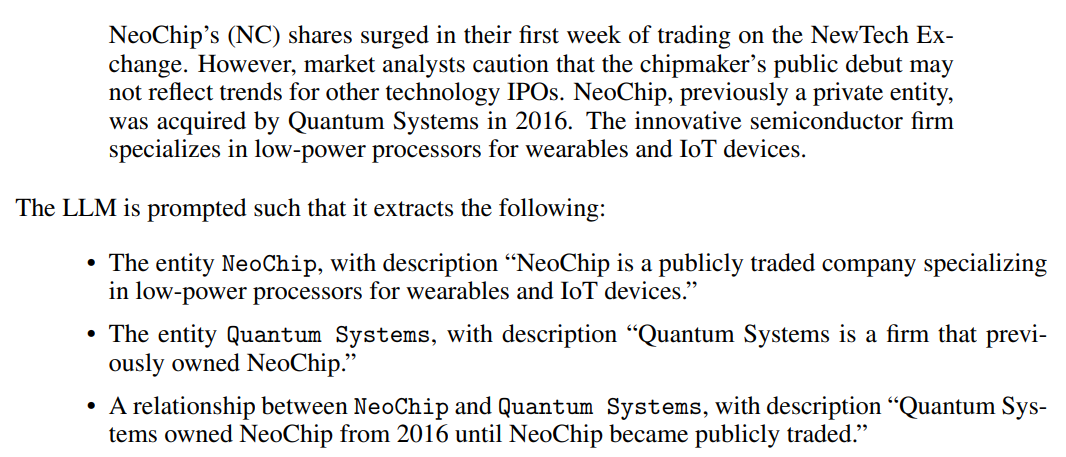 NeoChip's (NC) shares surged in their first week of trading on the NewTech Ex-
change. However, market analysts caution that the chipmaker's public debut may
not reflect trends for other technology IPOs. NeoChip, previously a private entity,
was acquired by Quantum Systems in 2016. The innovative semiconductor firm
specializes in low-power processors for wearables and IoT devices.
The LLM is prompted such that it extracts the following:
• The entity NeoChip, with description “NeoChip is a publicly traded company specializing
in low-power processors for wearables and IoT devices.”
• The entity Quantum Systems, with description “Quantum Systems is a firm that previ-
ously owned NeoChip.”
• A relationship between NeoChip and Quantum Systems, with description “Quantum Sys-
tems owned NeoChip from 2016 until NeoChip became publicly traded.”